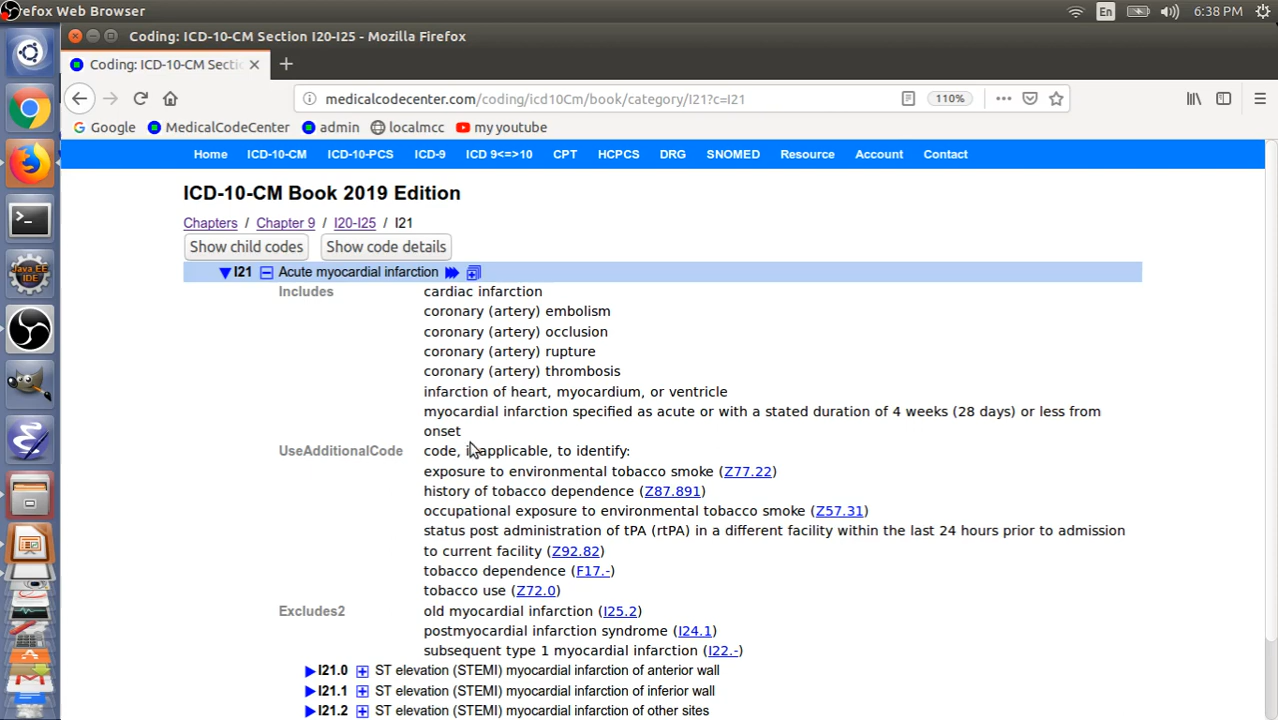 refox Web Browser
En
6:38 PM
Coding: ICD-10-CM Section I20-I25 - Mozilla Firefox
Coding: ICD-10-CM Secti
medicalcodecenter.com/coding/icd10Cm/book/category/I21?c=I21
110%
Google
MedicalCodeCenter
admin
localmcc
my youtube
Home
ICD-10-CM
ICD-10-PCS
ICD-9
ICD 9<=>10
CPT
HCPCS
DRG
SNOMED
Resource
Account
Contact
ICD-10-CM Book 2019 Edition
Chapters / Chapter 9 / I20-I25 / I21
Show child codes
Show code details
I21 Acute myocardial infarction
Includes cardiac infarction
coronary (artery) embolism
coronary (artery) occlusion
coronary (artery) rupture
coronary (artery) thrombosis
infarction of heart, myocardium, or ventricle
myocardial infarction specified as acute or with a stated duration of 4 weeks (28 days) or less from
onset
UseAdditionalCode code, if applicable, to identify:
exposure to environmental tobacco smoke (Z77.22)
history of tobacco dependence (Z87.891)
occupational exposure to environmental tobacco smoke (Z57.31)
status post administration of tPA (rtPA) in a different facility within the last 24 hours prior to admission
to current facility (Z92.82)
tobacco dependence (F17.-)
tobacco use (Z72.0)
Excludes2 old myocardial infarction (I25.2)
postmyocardial infarction syndrome (I24.1)
subsequent type 1 myocardial infarction (I22.-)
I21.0 ST elevation (STEMI) myocardial infarction of anterior wall
I21.1 ST elevation (STEMI) myocardial infarction of inferior wall
I21.2 ST elevation (STEMI) myocardial infarction of other sites
Java EE
IDE